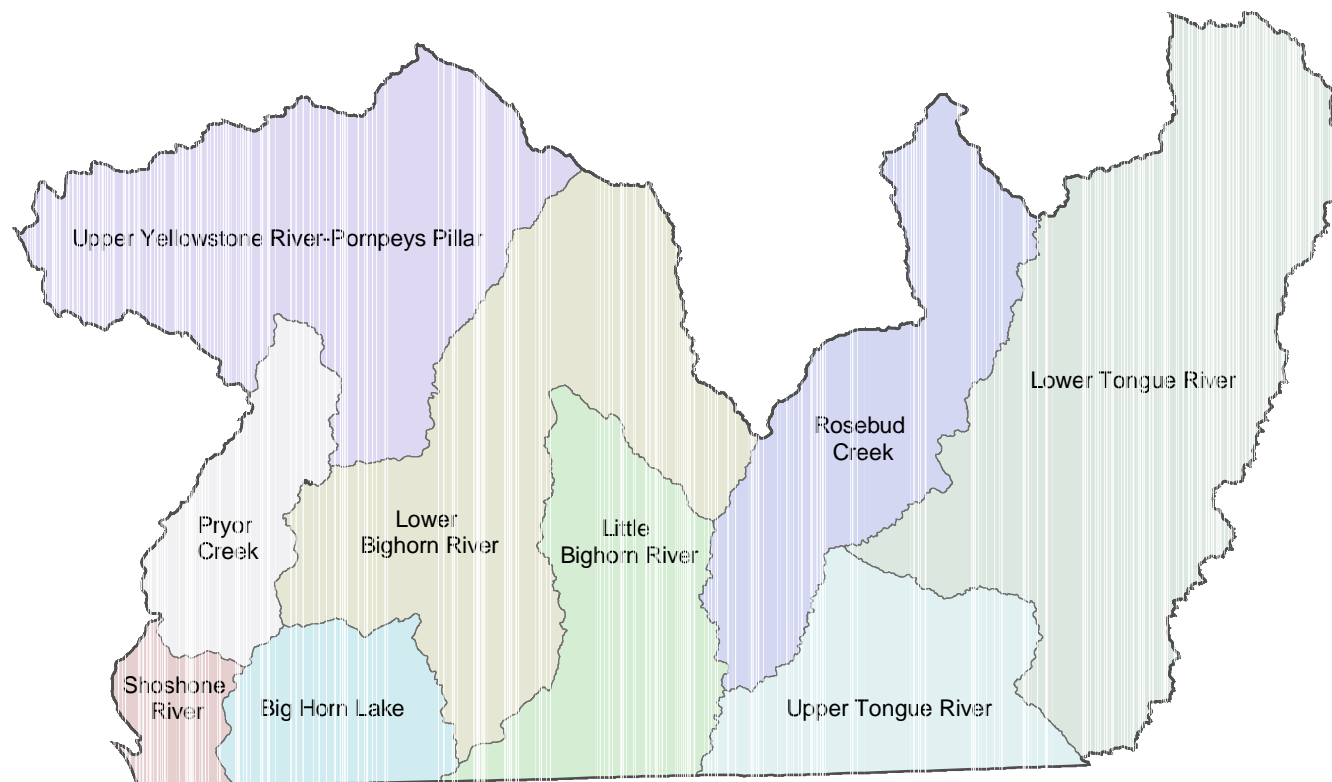 Upper Yellowstone River-Pompeys Pillar
Lower Tongue River
Rosebud
Creek
Pryor
Creek
Lower
Bighorn River
Little
Bighorn River
Shoshone
River
Big Horn Lake
Upper Tongue River